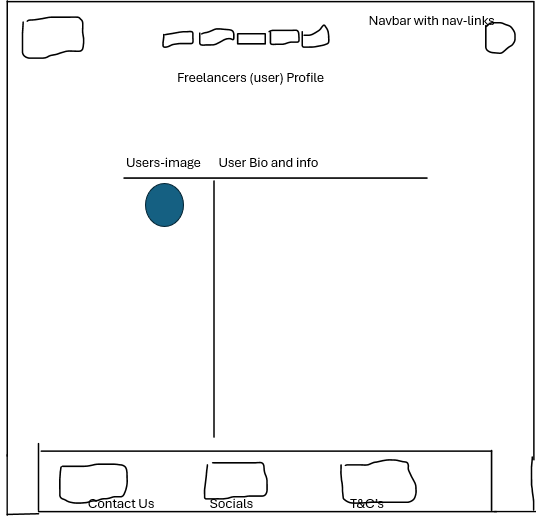 Navbar with nav-links
Freelancers (user) Profile
Users-image
User Bio and info
Contact Us
Socials
T&C's